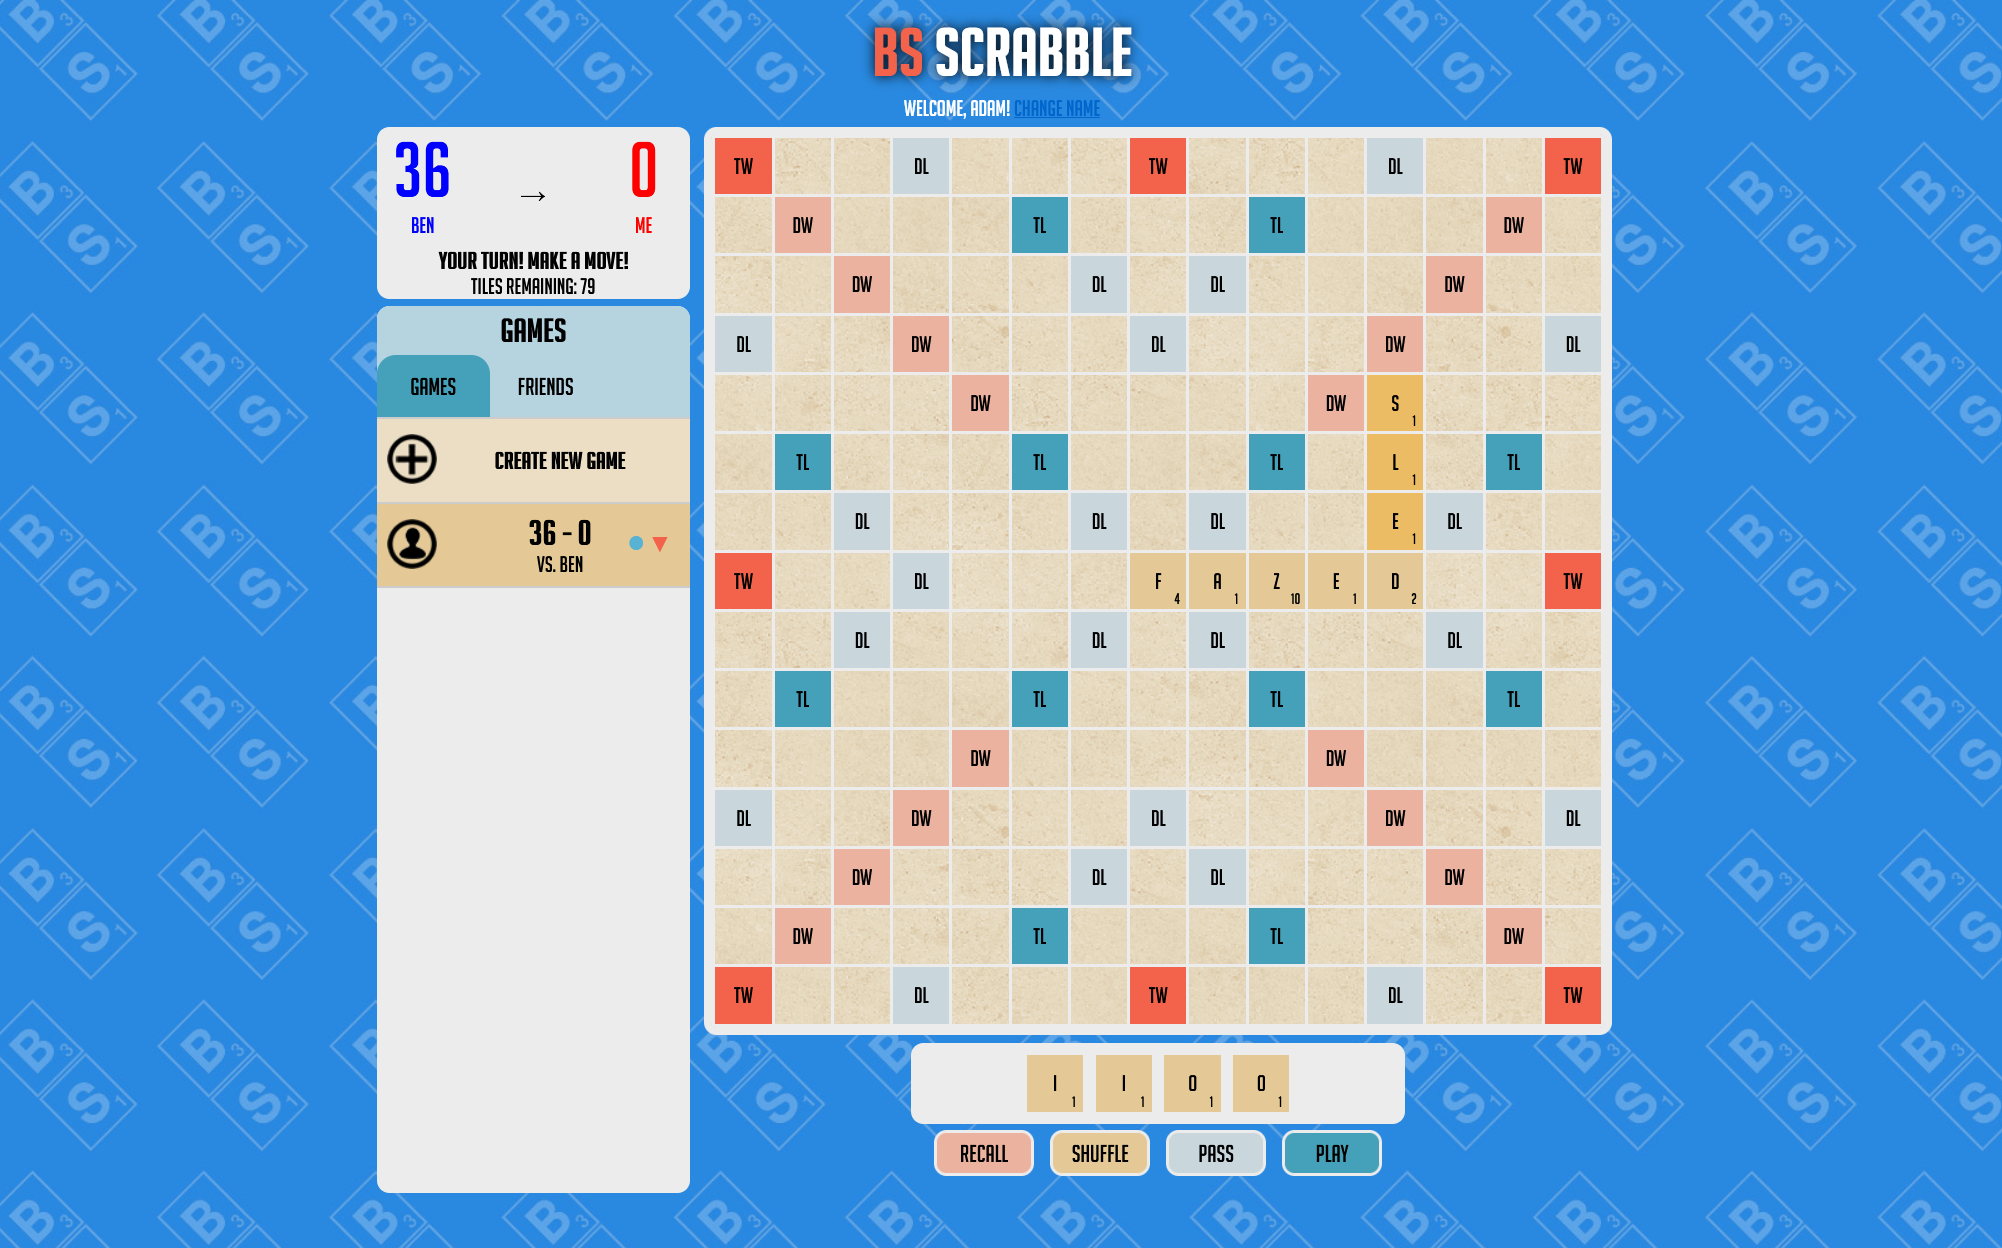 BS SCRABBLE
WELCOME, ADAM! CHANGE NAME
36 → 0
BEN ME
YOUR TURN! MAKE A MOVE!
TILES REMAINING: 79
GAMES
GAMES FRIENDS
CREATE NEW GAME
36 - 0
VS. BEN
TW DL TW DL TW
DW TL TL DW
DW DL DL DW
DL DW DL DW DL
DW DW S 1
TL TL TL L 1 TL
DL DL DL E 1 DL
TW DL F 4 A 1 Z 10 E 1 D 2 TW
DL DL DL DL
TL TL TL TL
DW DW
DL DW DL DW DL
DW DL DL DW
DW TL TL DW
TW DL TW DL TW
I 1 I 1 O 1 O 1
RECALL SHUFFLE PASS PLAY